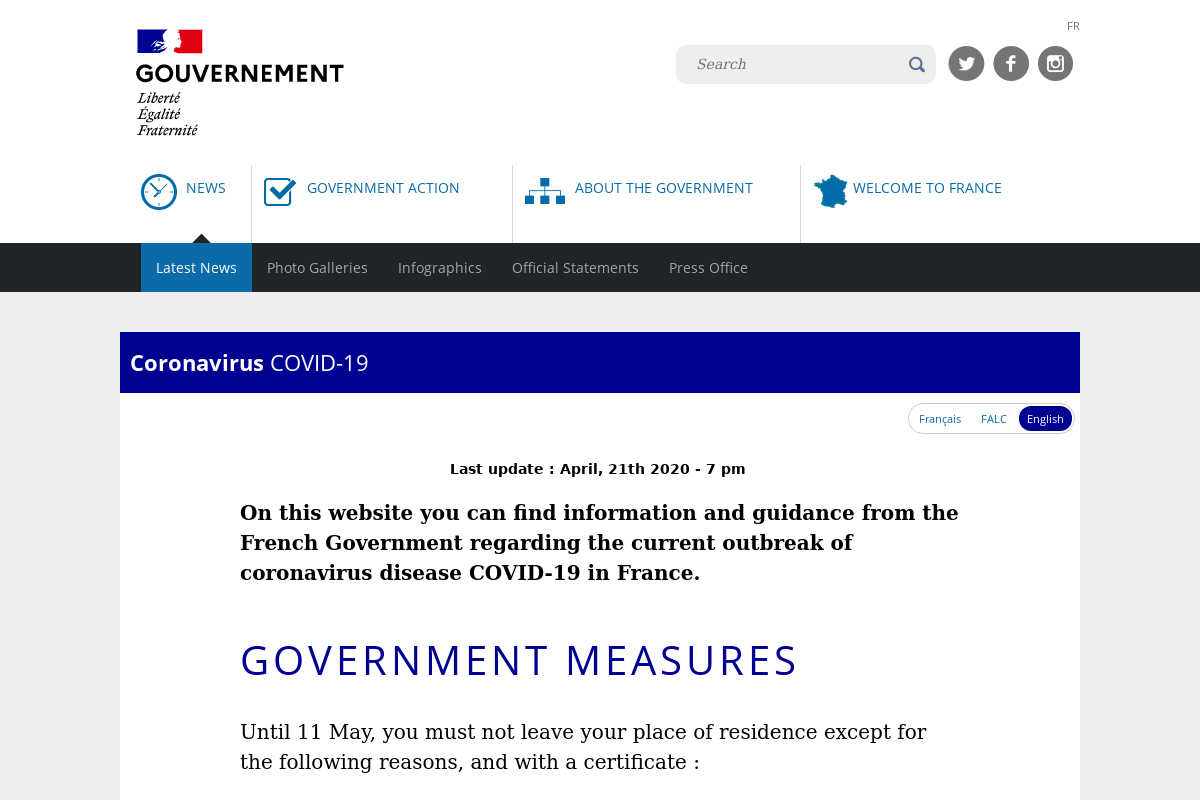 FR
GOUVERNEMENT
Liberté
Égalité
Fraternité
Search
NEWS
GOVERNMENT ACTION
ABOUT THE GOVERNMENT
WELCOME TO FRANCE
Latest News
Photo Galleries
Infographics
Official Statements
Press Office
Coronavirus COVID-19
Français
FALC
English
Last update : April, 21th 2020 - 7 pm
On this website you can find information and guidance from the
French Government regarding the current outbreak of
coronavirus disease COVID-19 in France.
GOVERNMENT MEASURES
Until 11 May, you must not leave your place of residence except for
the following reasons, and with a certificate :